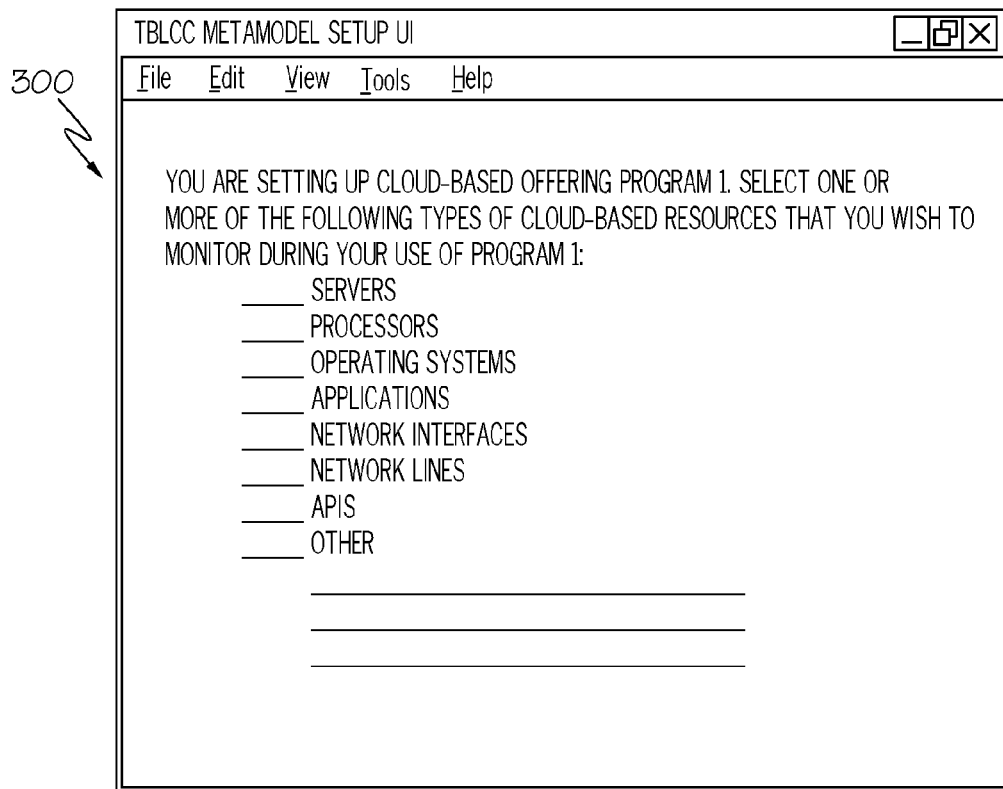 TBLCC METAMODEL SETUP UI
File Edit View Tools Help
300
YOU ARE SETTING UP CLOUD-BASED OFFERING PROGRAM 1. SELECT ONE OR
MORE OF THE FOLLOWING TYPES OF CLOUD-BASED RESOURCES THAT YOU WISH TO
MONITOR DURING YOUR USE OF PROGRAM 1:
SERVERS
PROCESSORS
OPERATING SYSTEMS
APPLICATIONS
NETWORK INTERFACES
NETWORK LINES
APIS
OTHER